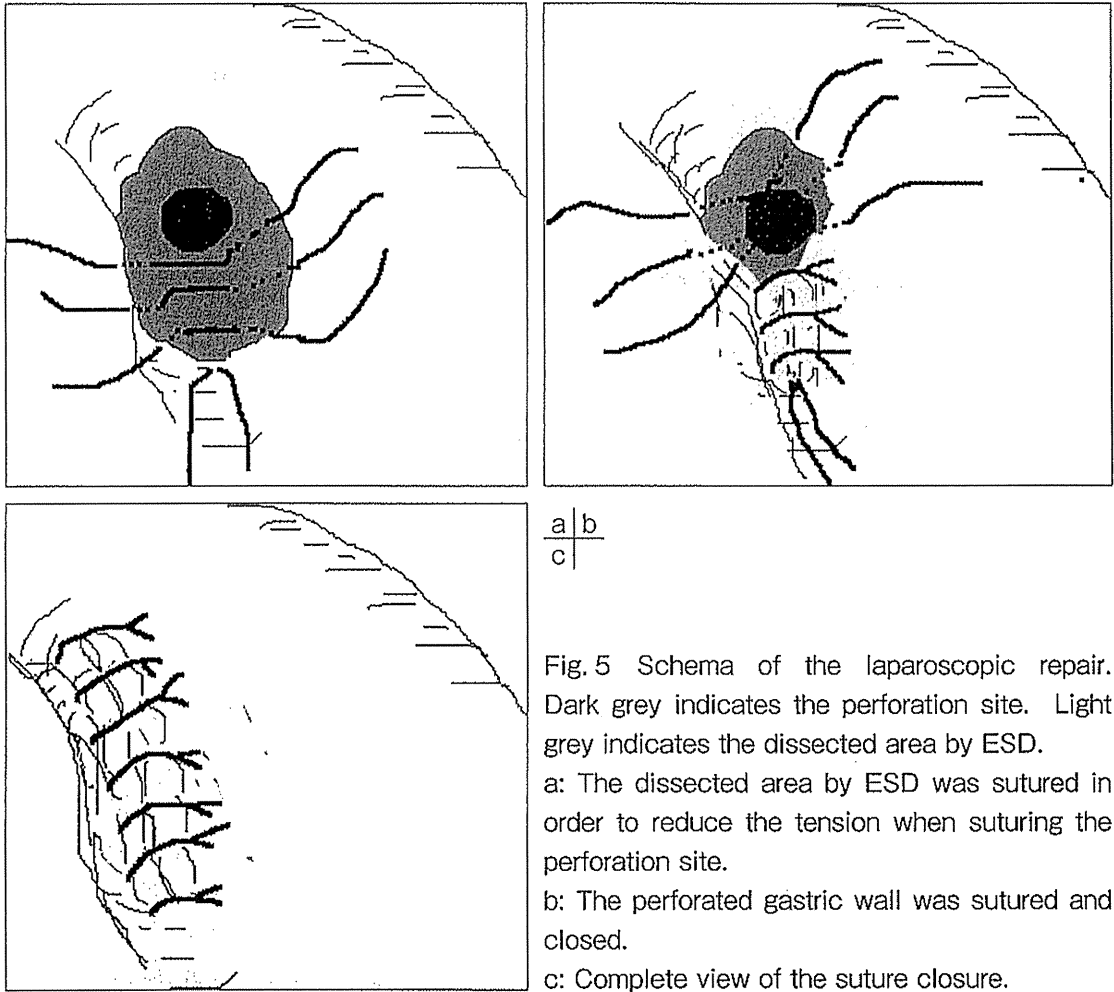 a b
c
Fig. 5 Schema of the laparoscopic repair.
Dark grey indicates the perforation site. Light
grey indicates the dissected area by ESD.
a: The dissected area by ESD was sutured in
order to reduce the tension when suturing the
perforation site.
b: The perforated gastric wall was sutured and
closed.
c: Complete view of the suture closure.